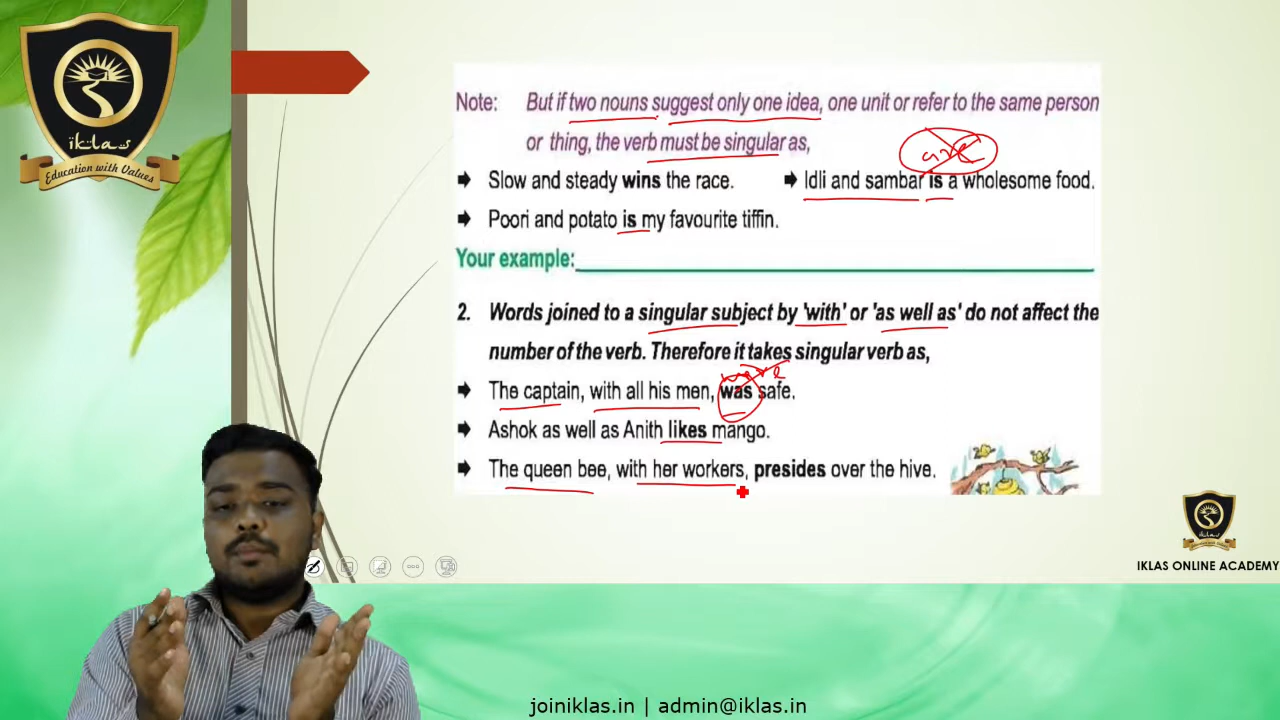 iklas
Education with Values
Note: But if two nouns suggest only one idea, one unit or refer to the same person
or thing, the verb must be singular as,
are
Slow and steady wins the race. Idli and sambar is a wholesome food.
Poori and potato is my favourite tiffin.
Your example:
2. Words joined to a singular subject by 'with' or 'as well as' do not affect the
number of the verb. Therefore it takes singular verb as,
were
The captain, with all his men, was safe.
Ashok as well as Anith likes mango.
The queen bee, with her workers, presides over the hive.
IKLAS ONLINE ACADEMY
joiniklas.in | admin@iklas.in